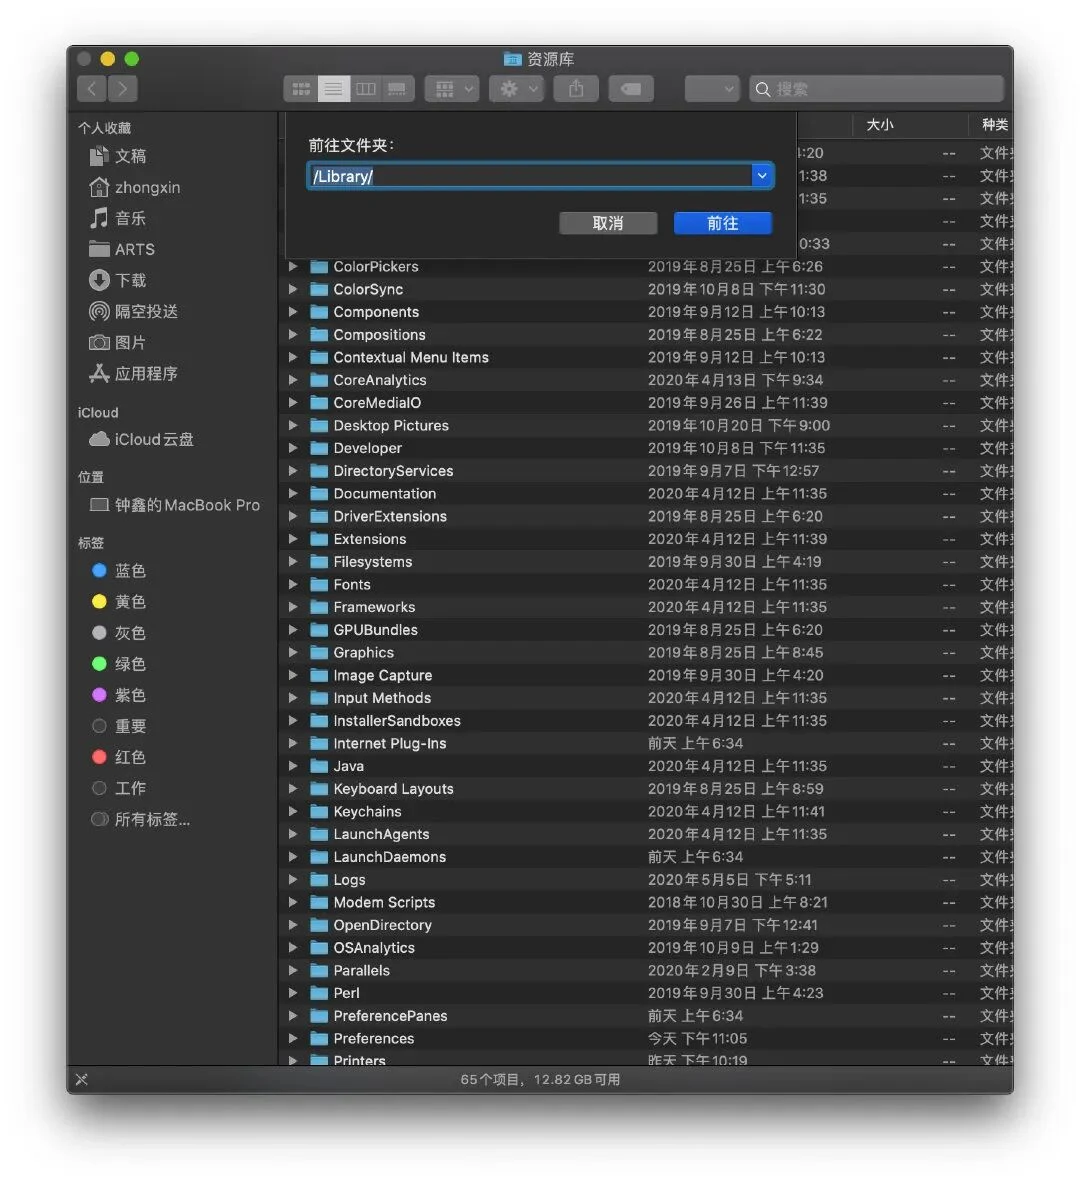 资源库
搜索
个人收藏
文稿
zhongxin
音乐
ARTS
下载
隔空投送
图片
应用程序
iCloud
iCloud云盘
位置
钟鑫的MacBook Pro
标签
蓝色
黄色
灰色
绿色
紫色
重要
红色
工作
所有标签...
前往文件夹：
/Library/
取消 前往
大小 种类
4:20 --
1:38 --
1:35 --
--
0:33 --
ColorPickers 2019年8月25日 上午6:26 --
ColorSync 2019年10月8日 下午11:30 --
Components 2019年9月12日 上午10:13 --
Compositions 2019年8月25日 上午6:22 --
Contextual Menu Items 2019年9月12日 上午10:13 --
CoreAnalytics 2020年4月13日 下午9:34 --
CoreMediaIO 2019年9月26日 上午11:39 --
Desktop Pictures 2019年10月20日 下午9:00 --
Developer 2019年10月8日 下午11:35 --
DirectoryServices 2019年9月7日 下午12:57 --
Documentation 2020年4月12日 上午11:35 --
DriverExtensions 2019年8月25日 上午6:20 --
Extensions 2020年4月12日 上午11:39 --
Filesystems 2019年9月30日 上午4:19 --
Fonts 2020年4月12日 上午11:35 --
Frameworks 2020年4月12日 上午11:35 --
GPUBundles 2019年8月25日 上午6:20 --
Graphics 2019年8月25日 上午8:45 --
Image Capture 2019年9月30日 上午4:20 --
Input Methods 2020年4月12日 上午11:35 --
InstallerSandboxes 2020年4月12日 上午11:35 --
Internet Plug-Ins 前天 上午6:34 --
Java 2020年4月12日 上午11:35 --
Keyboard Layouts 2019年8月25日 上午8:59 --
Keychains 2020年4月12日 上午11:41 --
LaunchAgents 2020年4月12日 上午11:35 --
LaunchDaemons 前天 上午6:34 --
Logs 2020年5月5日 下午5:11 --
Modem Scripts 2018年10月30日 上午8:21 --
OpenDirectory 2019年9月7日 下午12:41 --
OSAnalytics 2019年10月9日 上午1:29 --
Parallels 2020年2月9日 下午3:38 --
Perl 2019年9月30日 上午4:23 --
PreferencePanes 前天 上午6:34 --
Preferences 今天 下午11:05 --
Printers 昨天 下午10:19 --
65个项目，12.82 GB可用